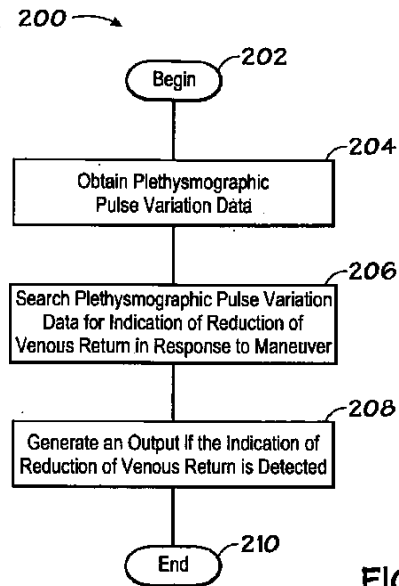 200
202
Begin
204
Obtain Plethysmographic
Pulse Variation Data
206
Search Plethysmographic Pulse Variation
Data for Indication of Reduction of
Venous Return in Response to Maneuver
208
Generate an Output If the Indication of
Reduction of Venous Return is Detected
210
End